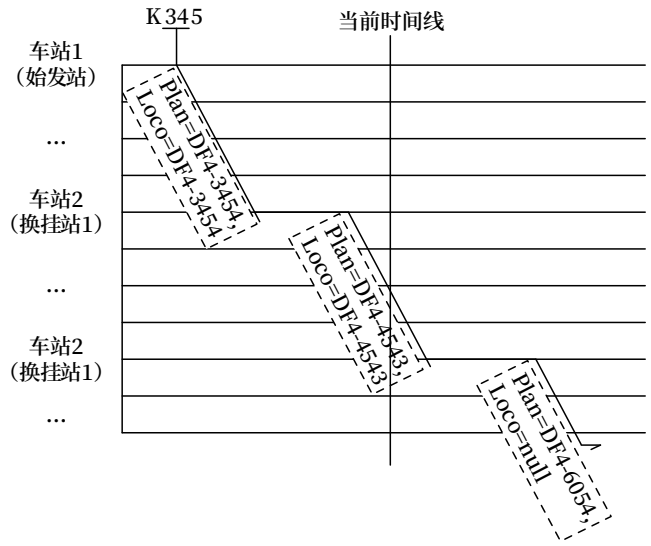 K345
当前时间线
车站1
（始发站）
Plan=DF4-3454,
Loco=DF4-3454
...
车站2
（换挂站1）
Plan=DF4-4543,
Loco=DF4-4543
...
车站2
（换挂站1）
Plan=DF4-6054,
Loco=null
...